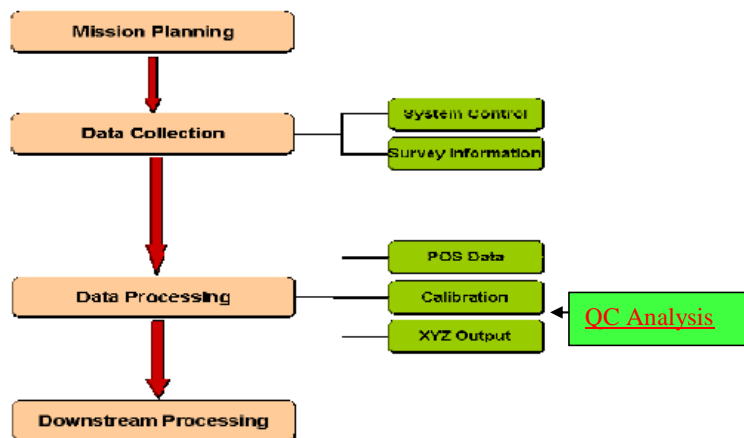 Mission Planning
Data Collection
System Control
Survey Information
POS Data
Data Processing
Calibration
QC Analysis
XYZ Output
Downstream Processing